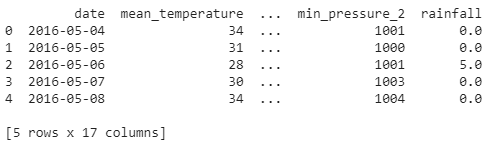 date mean_temperature ... min_pressure_2 rainfall
0 2016-05-04 34 ... 1001 0.0
1 2016-05-05 31 ... 1000 0.0
2 2016-05-06 28 ... 1001 5.0
3 2016-05-07 30 ... 1003 0.0
4 2016-05-08 34 ... 1004 0.0
[5 rows x 17 columns]